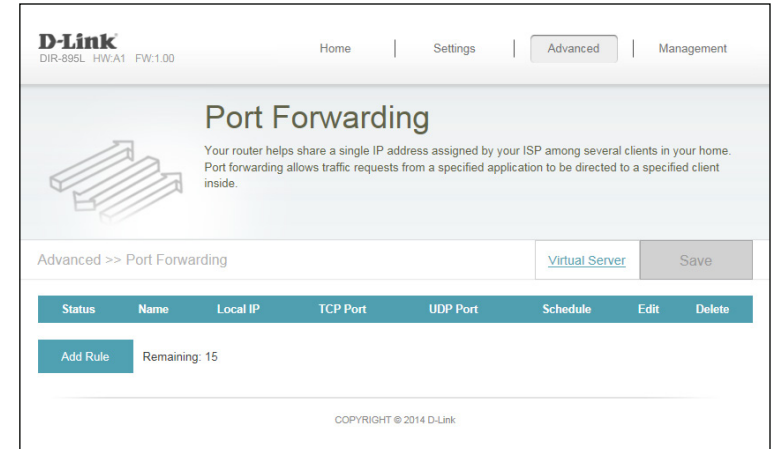 D-Link
DIR-895L HW:A1 FW:1.00
Home
Settings
Advanced
Management
Port Forwarding
Your router helps share a single IP address assigned by your ISP among several clients in your home.
Port forwarding allows traffic requests from a specified application to be directed to a specified client
inside.
Advanced >> Port Forwarding
Virtual Server
Save
Status Name Local IP TCP Port UDP Port Schedule Edit Delete
Add Rule
Remaining: 15
COPYRIGHT © 2014 D-Link